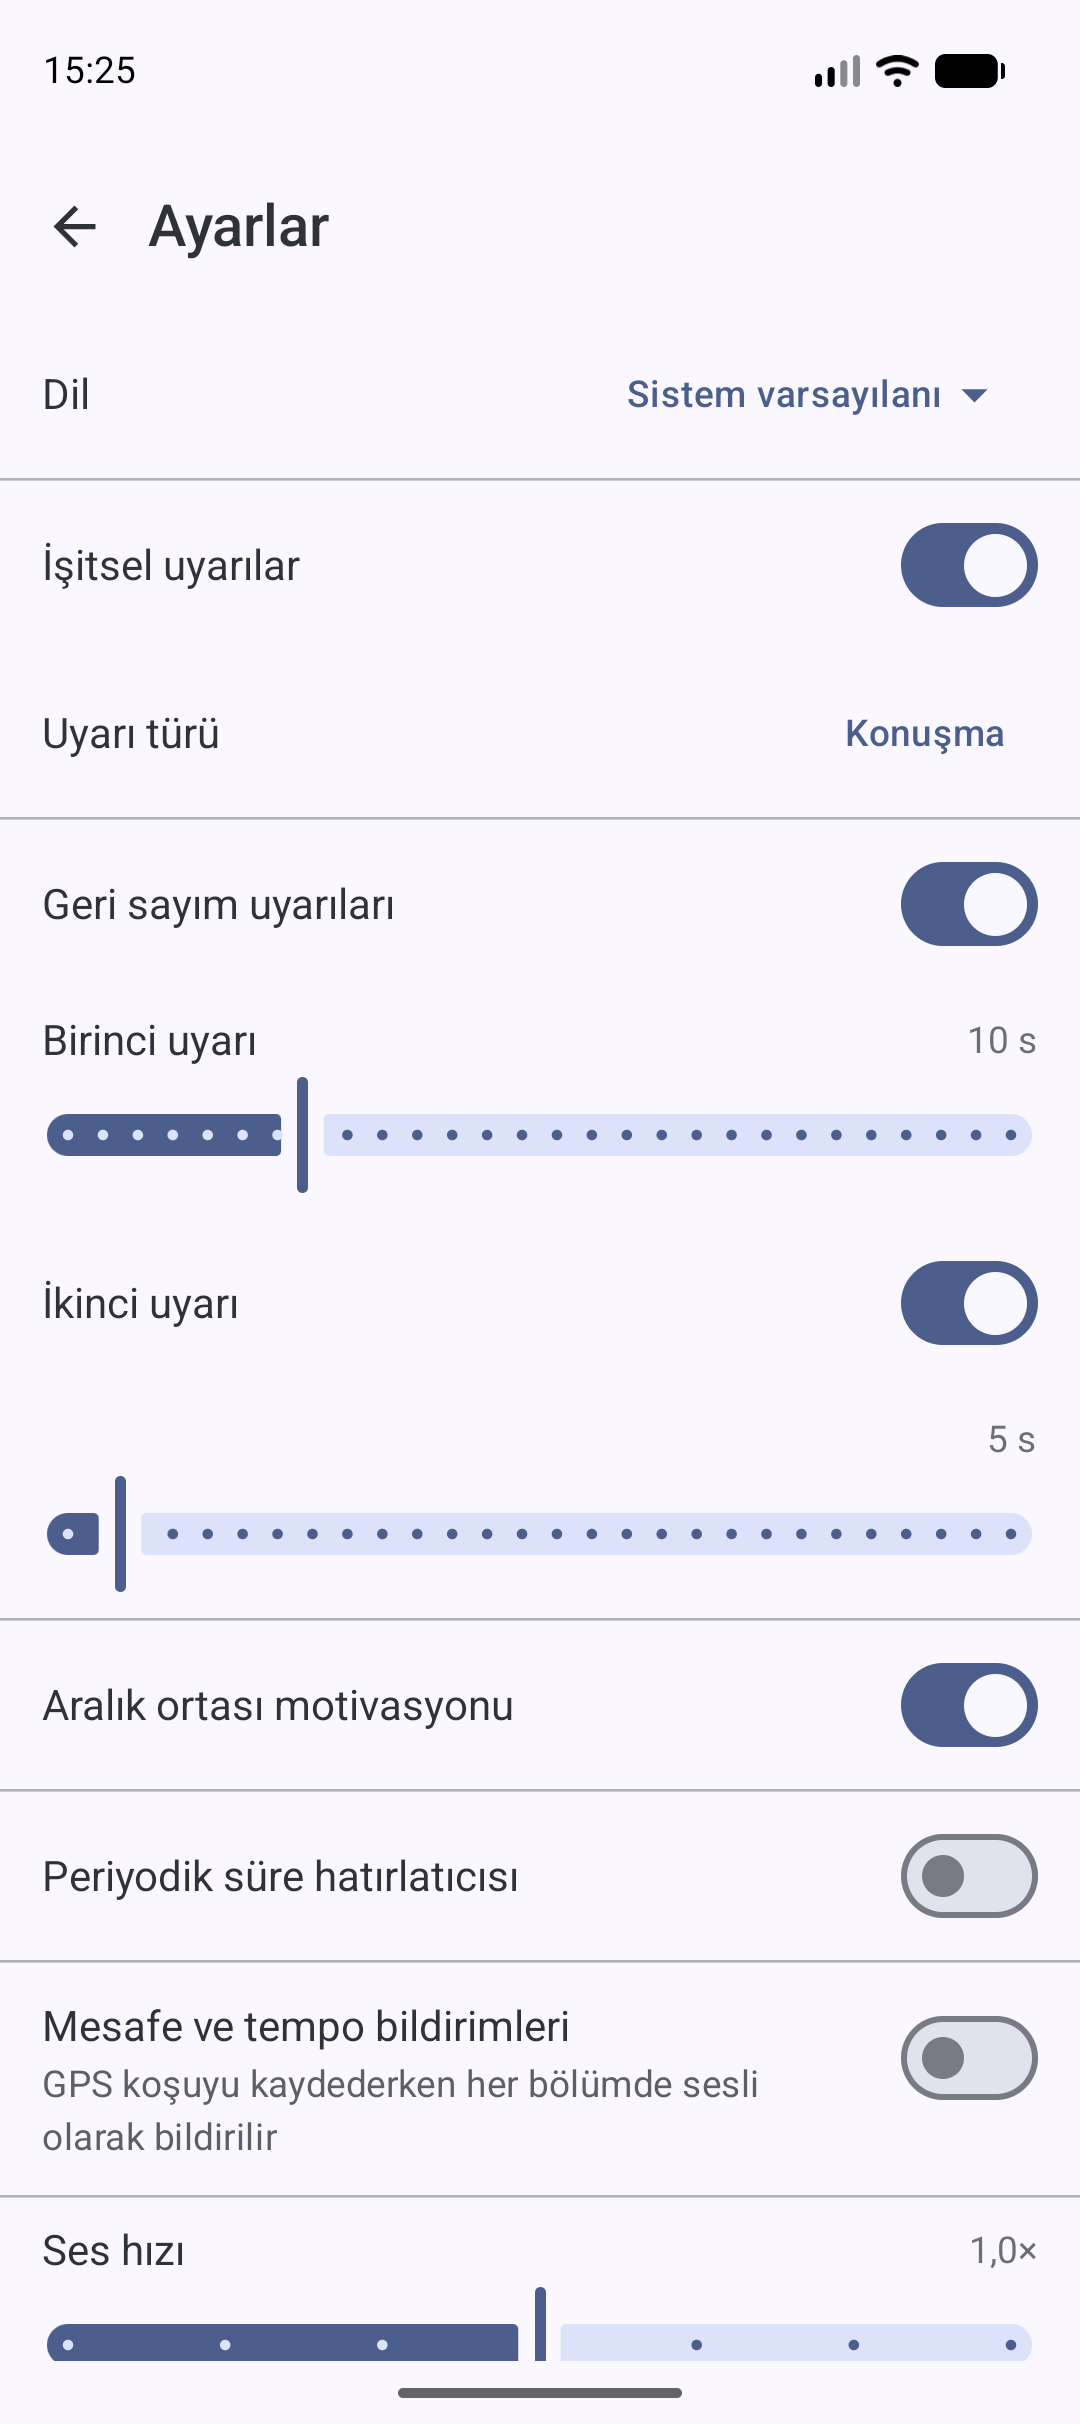 15:25
Ayarlar
Dil
Sistem varsayılanı
İşitsel uyarılar
Uyarı türü
Konuşma
Geri sayım uyarıları
Birinci uyarı
10 s
İkinci uyarı
5 s
Aralık ortası motivasyonu
Periyodik süre hatırlatıcısı
Mesafe ve tempo bildirimleri
GPS koşuyu kaydederken her bölümde sesli
olarak bildirilir
Ses hızı
1,0×